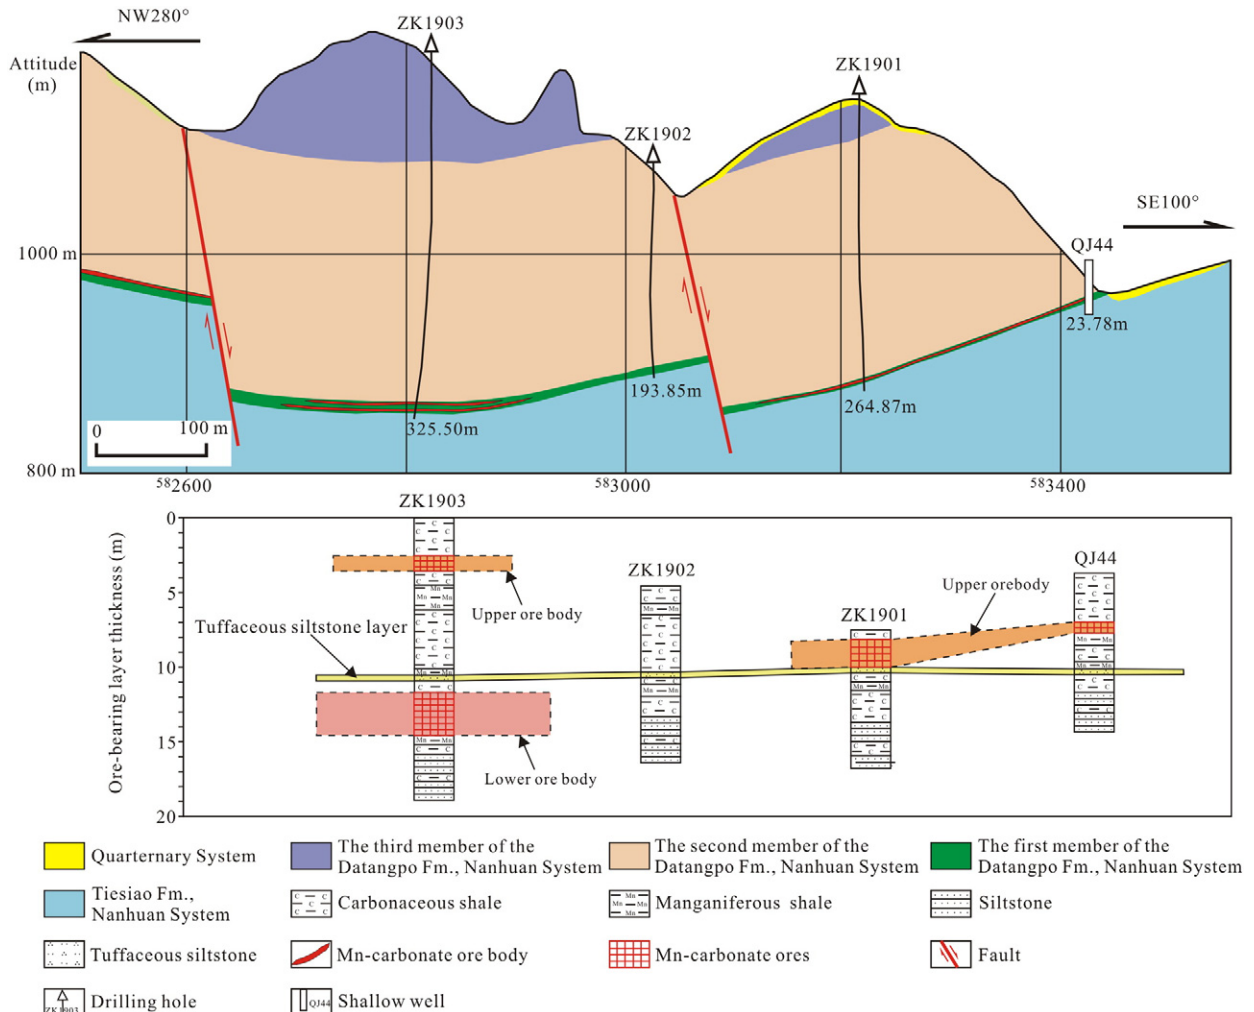 NW280°
ZK1903
ZK1901
Attitude
(m)
ZK1902
SE100°
QJ44
1000 m
23.78m
193.85m
264.87m
325.50m
0 100 m
800 m
582600
583000
583400
ZK1903
Ore-bearing layer thickness (m)
0
5
10
15
20
ZK1902
QJ44
Upper orebody
ZK1901
Upper ore body
Tuffaceous siltstone layer
Lower ore body
Quarternary System
The third member of the
Datangpo Fm., Nanhuan System
The second member of the
Datangpo Fm., Nanhuan System
The first member of the
Datangpo Fm., Nanhuan System
Tiesiao Fm.,
Nanhuan System
Carbonaceous shale
Manganiferous shale
Siltstone
Tuffaceous siltstone
Mn-carbonate ore body
Mn-carbonate ores
Fault
ZK1903
Drilling hole
QJ44
Shallow well